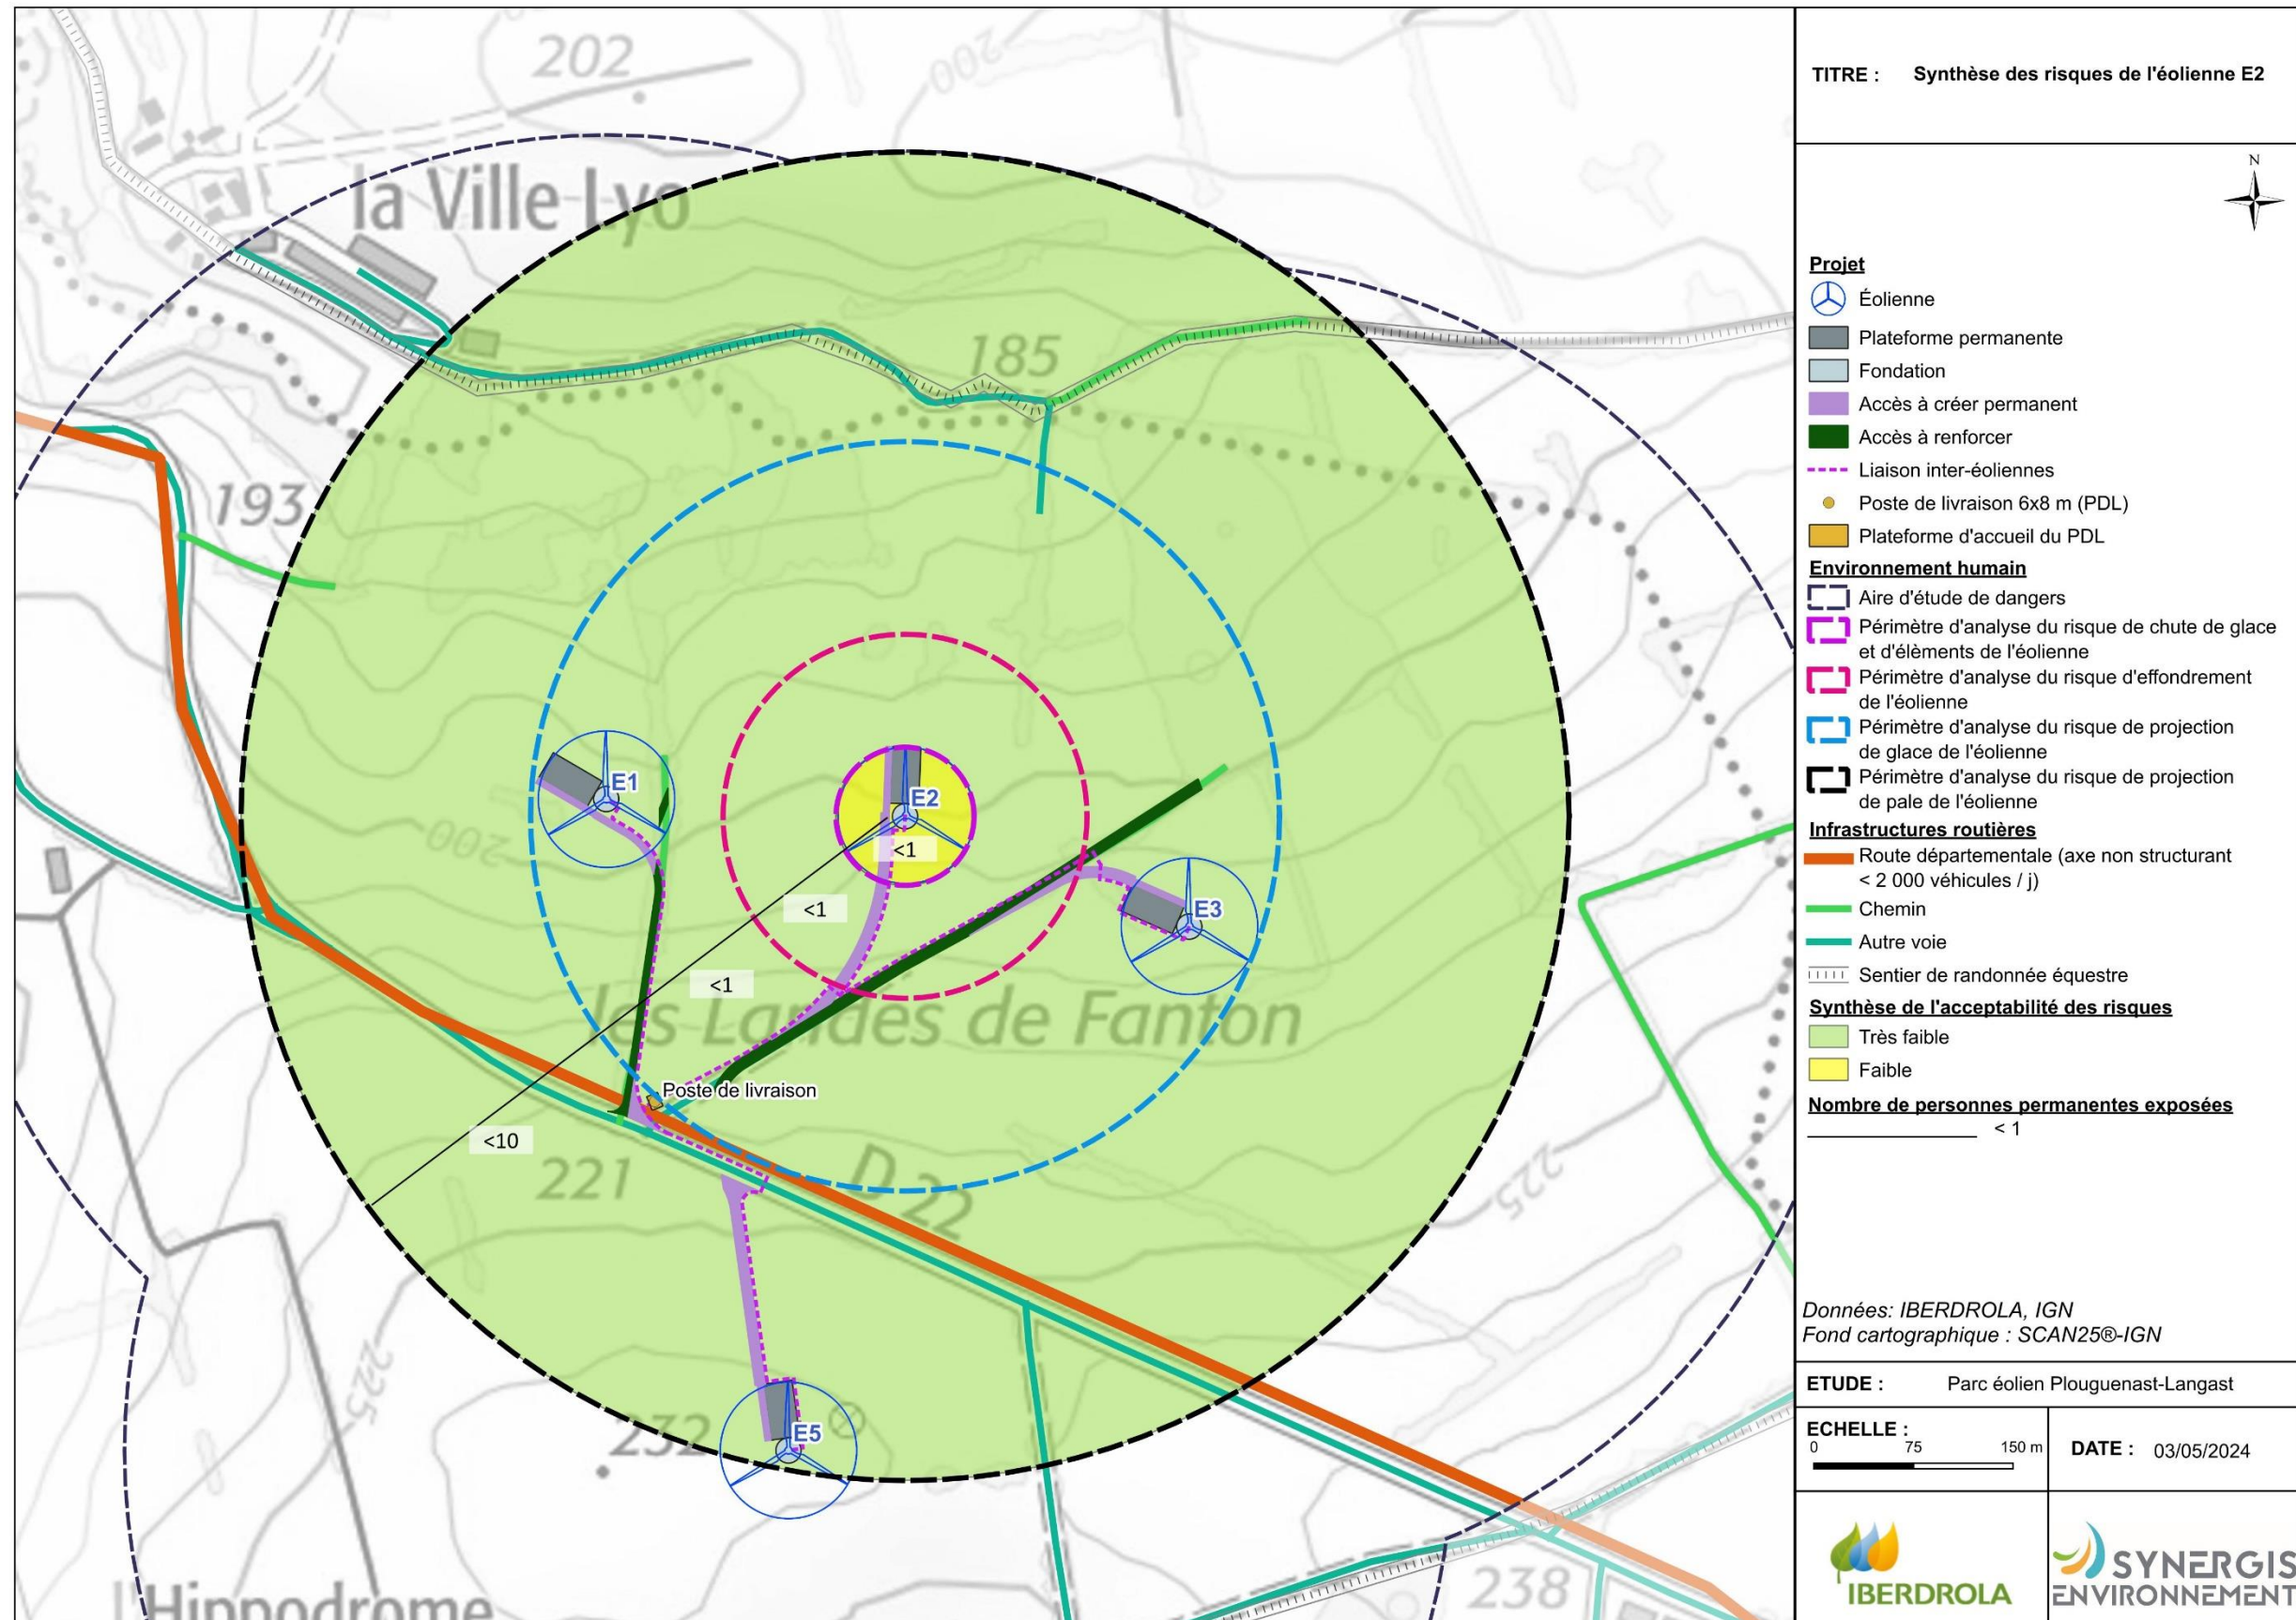 202
200
la Ville Lyo
185
193
200
E1
E2
<1
<1
E3
<1
les Landes de Fanton
Poste de livraison
<10
221
D 22
225
225
232
E5
l'Hippodrome
238
TITRE : Synthèse des risques de l'éolienne E2
N
Projet
Éolienne
Plateforme permanente
Fondation
Accès à créer permanent
Accès à renforcer
Liaison inter-éoliennes
Poste de livraison 6x8 m (PDL)
Plateforme d'accueil du PDL
Environnement humain
Aire d'étude de dangers
Périmètre d'analyse du risque de chute de glace
et d'élèments de l'éolienne
Périmètre d'analyse du risque d'effondrement
de l'éolienne
Périmètre d'analyse du risque de projection
de glace de l'éolienne
Périmètre d'analyse du risque de projection
de pale de l'éolienne
Infrastructures routières
Route départementale (axe non structurant
< 2 000 véhicules / j)
Chemin
Autre voie
Sentier de randonnée équestre
Synthèse de l'acceptabilité des risques
Très faible
Faible
Nombre de personnes permanentes exposées
< 1
Données: IBERDROLA, IGN
Fond cartographique : SCAN25®-IGN
ETUDE : Parc éolien Plouguenast-Langast
ECHELLE :
0 75 150 m
DATE : 03/05/2024
IBERDROLA
SYNERGIS
ENVIRONNEMENT